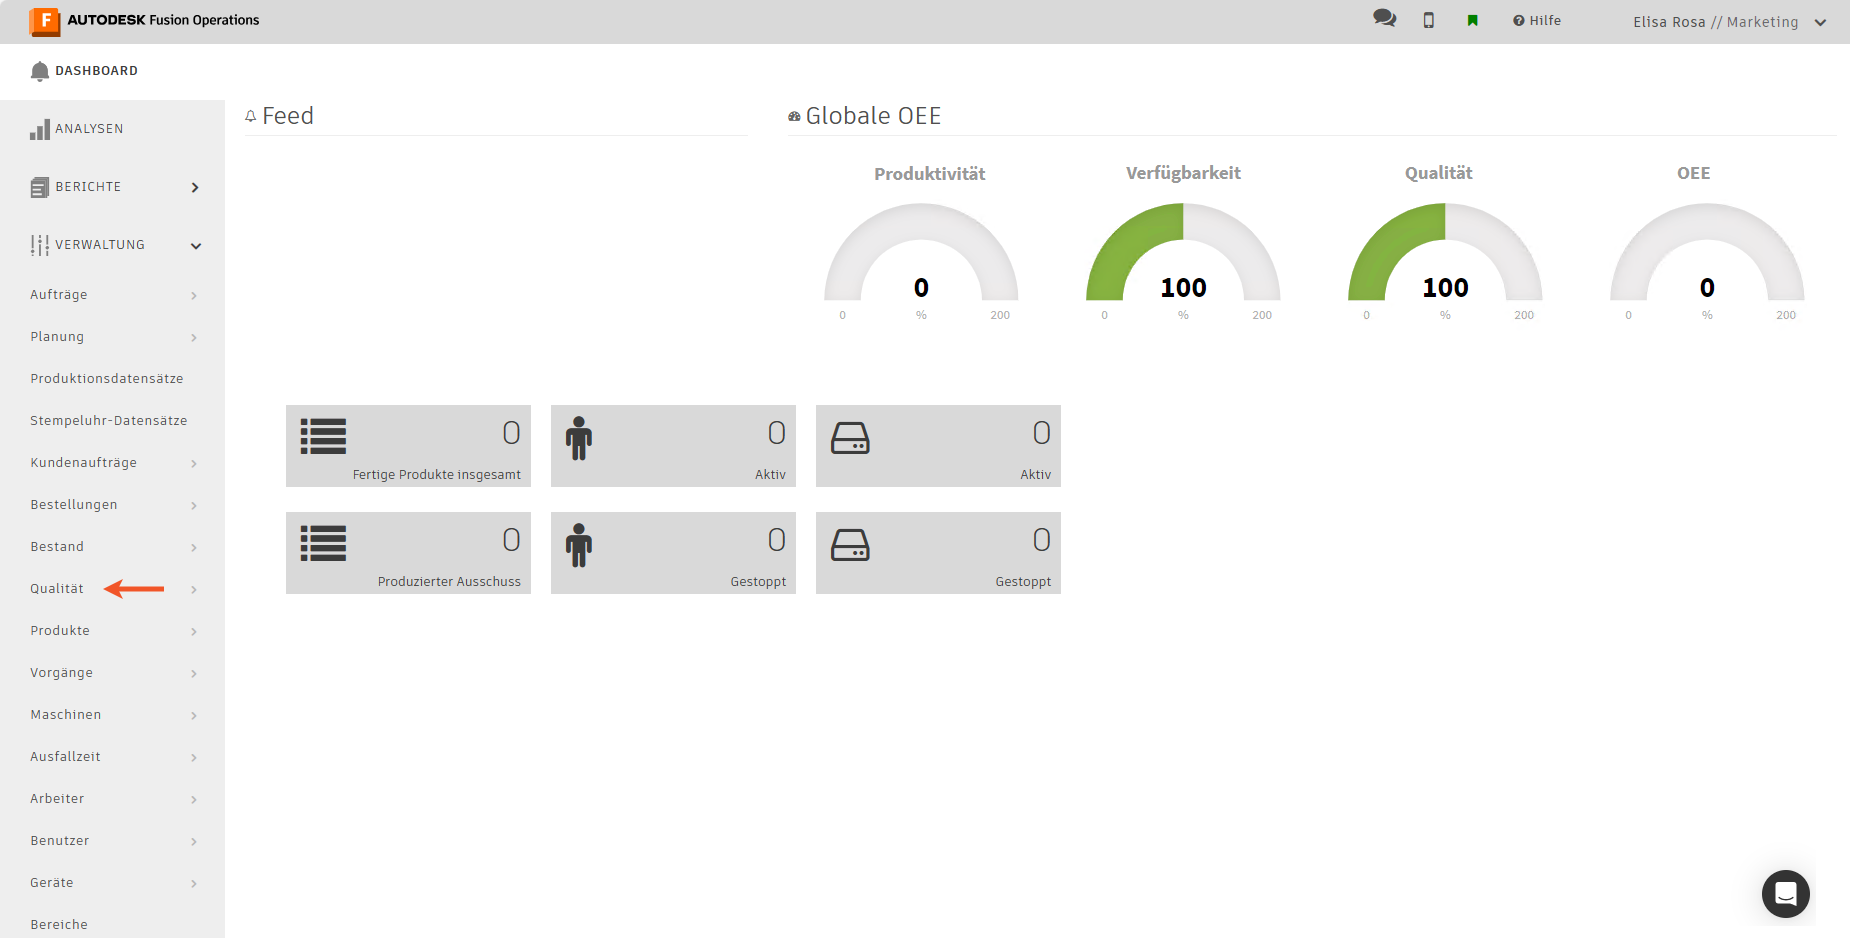 F AUTODESK Fusion Operations
Hilfe
Elisa Rosa // Marketing
DASHBOARD
ANALYSEN
BERICHTE
VERWALTUNG
Aufträge
Planung
Produktionsdatensätze
Stempeluhr-Datensätze
Kundenaufträge
Bestellungen
Bestand
Qualität
Produkte
Vorgänge
Maschinen
Ausfallzeit
Arbeiter
Benutzer
Geräte
Bereiche
Feed
Globale OEE
Produktivität
0
0 % 200
Verfügbarkeit
100
0 % 200
Qualität
100
0 % 200
OEE
0
0 % 200
0
Fertige Produkte insgesamt
0
Aktiv
0
Aktiv
0
Produzierter Ausschuss
0
Gestoppt
0
Gestoppt